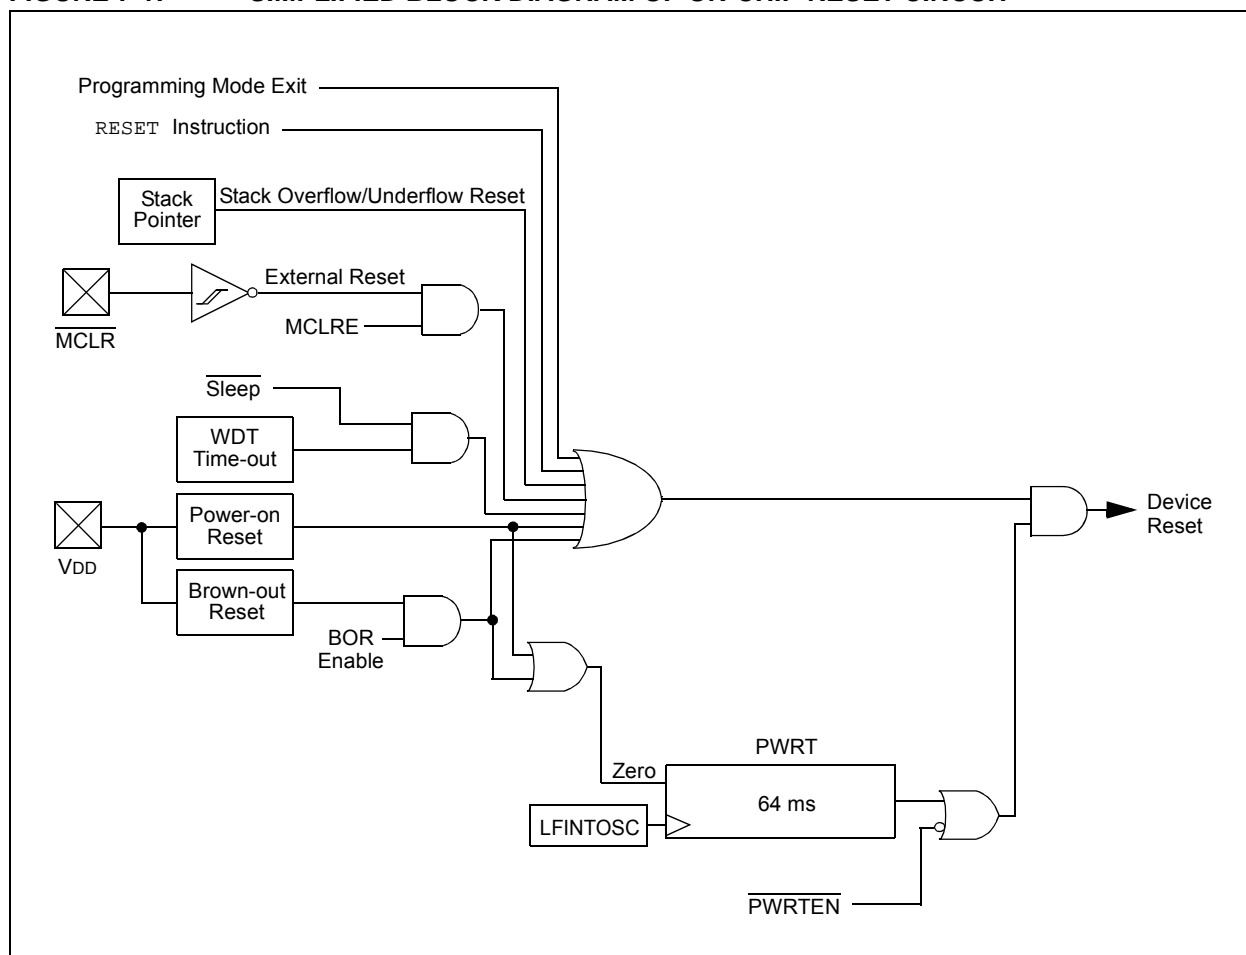 Programming Mode Exit
RESET Instruction
Stack
Pointer
Stack Overflow/Underflow Reset
External Reset
MCLRE
MCLR
Sleep
WDT
Time-out
VDD
Power-on
Reset
Brown-out
Reset
BOR
Enable
Device
Reset
PWRT
Zero
64 ms
LFINTOSC
PWRTEN